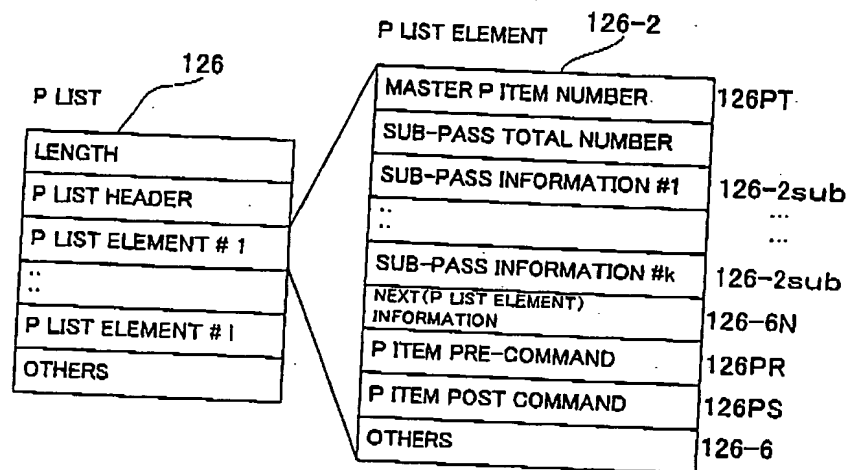 P LIST ELEMENT
126-2
126
P LIST
LENGTH
P LIST HEADER
P LIST ELEMENT # 1
::
P LIST ELEMENT # l
OTHERS
MASTER P ITEM NUMBER
126PT
SUB-PASS TOTAL NUMBER
SUB-PASS INFORMATION #1
126-2sub
::
...
...
SUB-PASS INFORMATION #k
126-2sub
NEXT(P LIST ELEMENT)
INFORMATION
126-6N
P ITEM PRE-COMMAND
126PR
P ITEM POST COMMAND
126PS
OTHERS
126-6